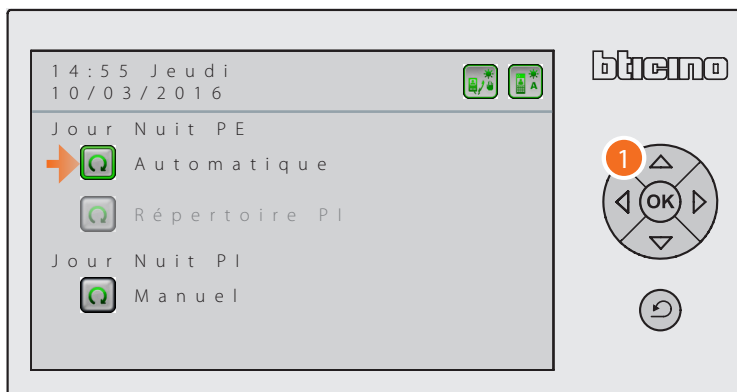 14:55 Jeudi
10/03/2016
A
Jour Nuit PE
Automatique
Répertoire PI
Jour Nuit PI
Manuel
bticino
1
OK